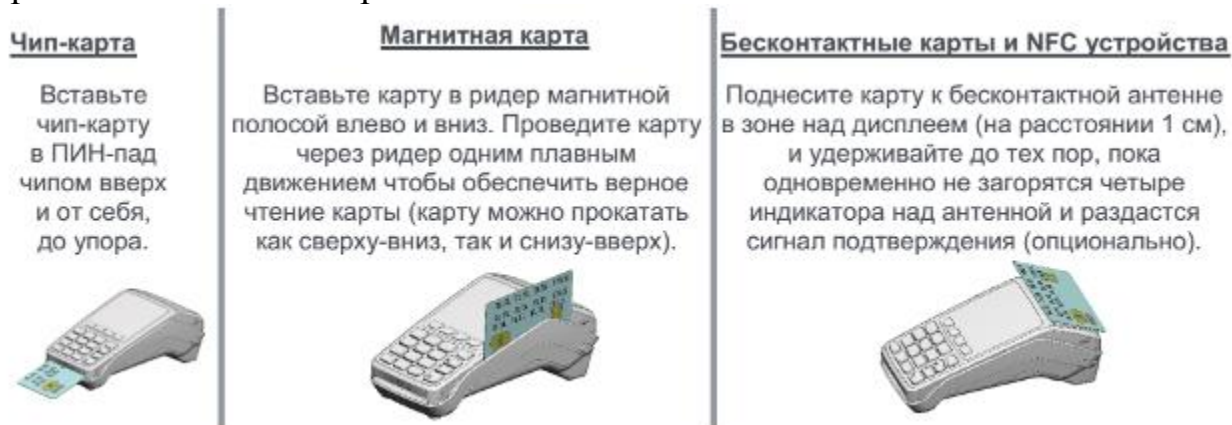 Чип-карта
Вставьте
чип-карту
в ПИН-пад
чипом вверх
и от себя,
до упора.
Магнитная карта
Вставьте карту в ридер магнитной
полосой влево и вниз. Проведите карту
через ридер одним плавным
движением чтобы обеспечить верное
чтение карты (карту можно прокатать
как сверху-вниз, так и снизу-вверх).
Бесконтактные карты и NFC устройства
Поднесите карту к бесконтактной антенне
в зоне над дисплеем (на расстоянии 1 см),
и удерживайте до тех пор, пока
одновременно не загорятся четыре
индикатора над антенной и раздастся
сигнал подтверждения (опционально).